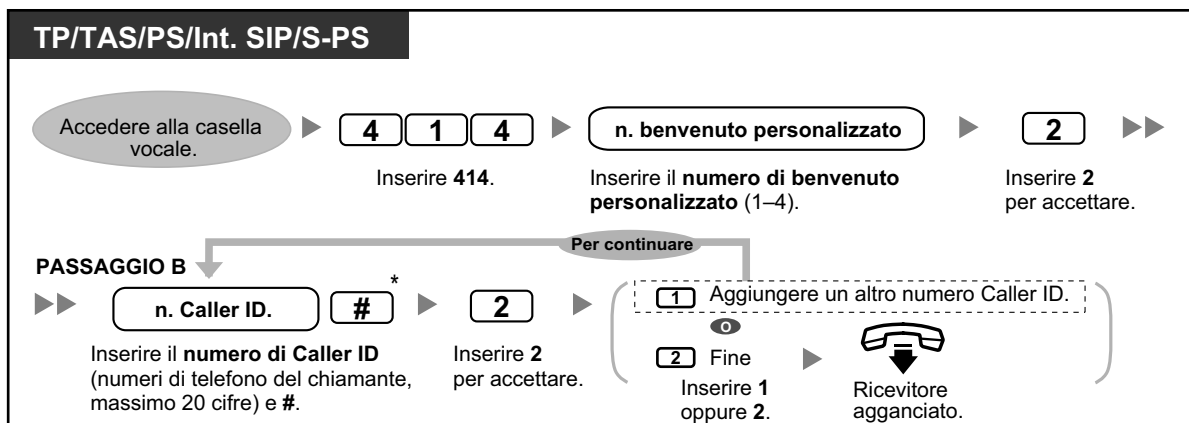 TP/TAS/PS/Int. SIP/S-PS
Accedere alla casella
vocale.
4 1 4
Inserire 414.
n. benvenuto personalizzato
Inserire il numero di benvenuto
personalizzato (1–4).
2
Inserire 2
per accettare.
Per continuare
PASSAGGIO B
n. Caller ID.
# *
Inserire il numero di Caller ID
(numeri di telefono del chiamante,
massimo 20 cifre) e #.
2
Inserire 2
per accettare.
1 Aggiungere un altro numero Caller ID.
O
2 Fine
Inserire 1
oppure 2.
Ricevitore
agganciato.